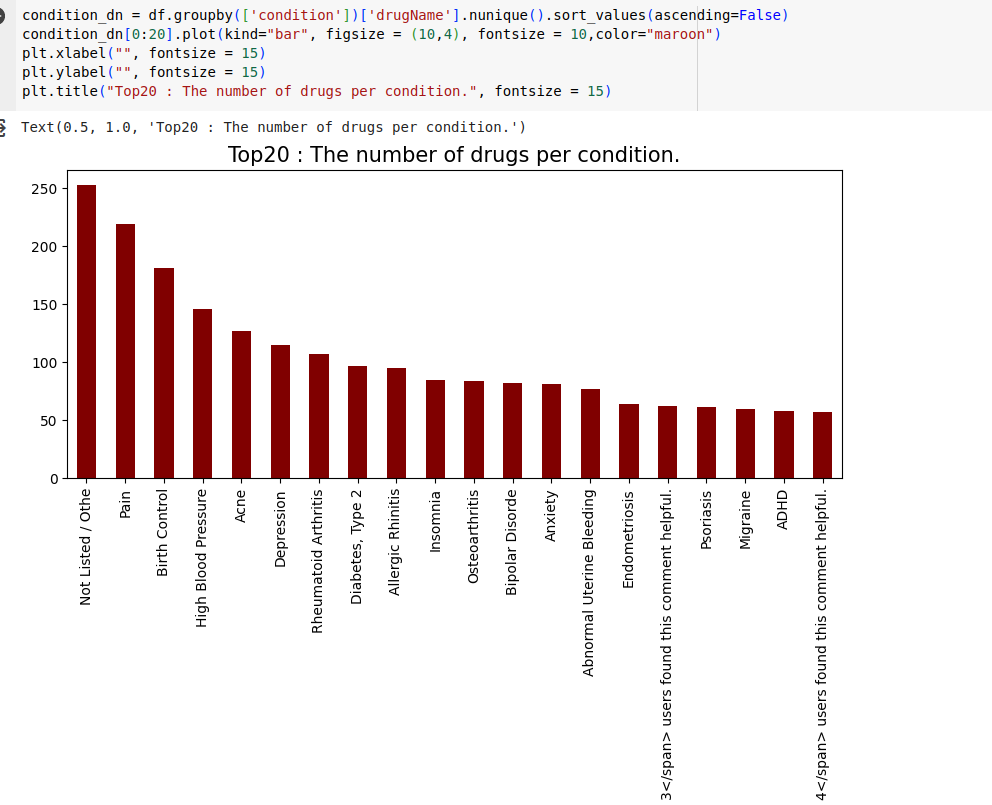 condition_dn = df.groupby(['condition'])['drugName'].nunique().sort_values(ascending=False)
condition_dn[0:20].plot(kind="bar", figsize = (10,4), fontsize = 10,color="maroon")
plt.xlabel("", fontsize = 15)
plt.ylabel("", fontsize = 15)
plt.title("Top20 : The number of drugs per condition.", fontsize = 15)
Text(0.5, 1.0, 'Top20 : The number of drugs per condition.')
Top20 : The number of drugs per condition.
250
200
150
100
50
0
Not Listed / Othe
Pain
Birth Control
High Blood Pressure
Acne
Depression
Rheumatoid Arthritis
Diabetes, Type 2
Allergic Rhinitis
Insomnia
Osteoarthritis
Bipolar Disorde
Anxiety
Abnormal Uterine Bleeding
Endometriosis
3</span> users found this comment helpful.
Psoriasis
Migraine
ADHD
4</span> users found this comment helpful.